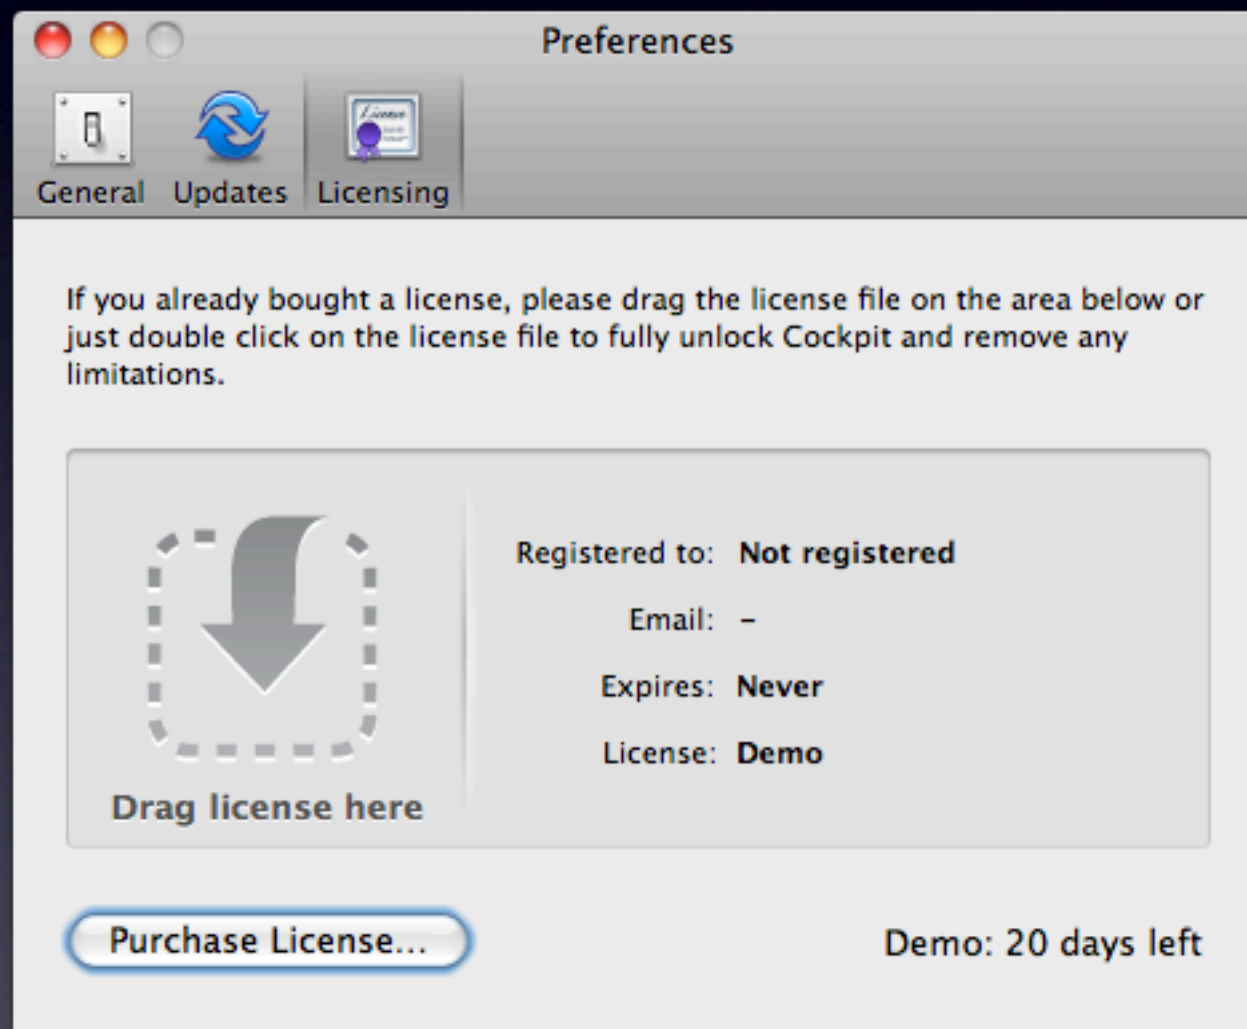 Preferences
General Updates Licensing
If you already bought a license, please drag the license file on the area below or
just double click on the license file to fully unlock Cockpit and remove any
limitations.
Registered to: Not registered
Email: –
Expires: Never
License: Demo
Drag license here
Purchase License...
Demo: 20 days left